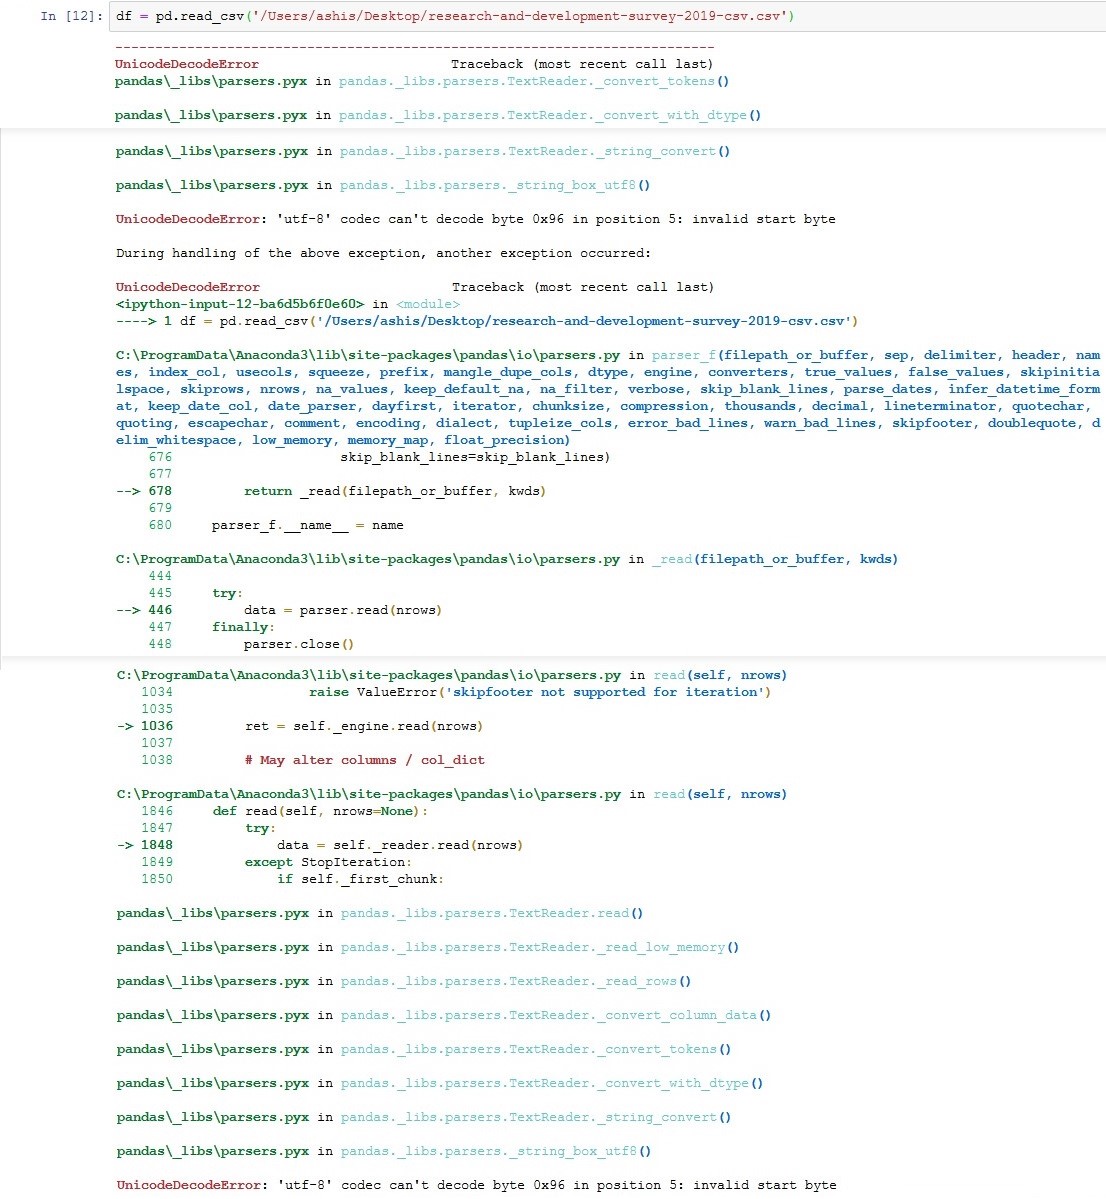 In [12]: df = pd.read_csv('/Users/ashis/Desktop/research-and-development-survey-2019-csv.csv')
---------------------------------------------------------------------------
UnicodeDecodeError                        Traceback (most recent call last)
pandas\_libs\parsers.pyx in pandas._libs.parsers.TextReader._convert_tokens()
pandas\_libs\parsers.pyx in pandas._libs.parsers.TextReader._convert_with_dtype()
pandas\_libs\parsers.pyx in pandas._libs.parsers.TextReader._string_convert()
pandas\_libs\parsers.pyx in pandas._libs.parsers._string_box_utf8()
UnicodeDecodeError: 'utf-8' codec can't decode byte 0x96 in position 5: invalid start byte
During handling of the above exception, another exception occurred:
UnicodeDecodeError                        Traceback (most recent call last)
<ipython-input-12-ba6d5b6f0e60> in <module>
----> 1 df = pd.read_csv('/Users/ashis/Desktop/research-and-development-survey-2019-csv.csv')
C:\ProgramData\Anaconda3\lib\site-packages\pandas\io\parsers.py in parser_f(filepath_or_buffer, sep, delimiter, header, nam
es, index_col, usecols, squeeze, prefix, mangle_dupe_cols, dtype, engine, converters, true_values, false_values, skipinitia
lspace, skiprows, nrows, na_values, keep_default_na, na_filter, verbose, skip_blank_lines, parse_dates, infer_datetime_form
at, keep_date_col, date_parser, dayfirst, iterator, chunksize, compression, thousands, decimal, lineterminator, quotechar,
quoting, escapechar, comment, encoding, dialect, tupleize_cols, error_bad_lines, warn_bad_lines, skipfooter, doublequote, d
elim_whitespace, low_memory, memory_map, float_precision)
    676                     skip_blank_lines=skip_blank_lines)
    677
--> 678         return _read(filepath_or_buffer, kwds)
    679
    680     parser_f.__name__ = name
C:\ProgramData\Anaconda3\lib\site-packages\pandas\io\parsers.py in _read(filepath_or_buffer, kwds)
    444
    445     try:
--> 446         data = parser.read(nrows)
    447     finally:
    448         parser.close()
C:\ProgramData\Anaconda3\lib\site-packages\pandas\io\parsers.py in read(self, nrows)
   1034                 raise ValueError('skipfooter not supported for iteration')
   1035
-> 1036         ret = self._engine.read(nrows)
   1037
   1038         # May alter columns / col_dict
C:\ProgramData\Anaconda3\lib\site-packages\pandas\io\parsers.py in read(self, nrows)
   1846     def read(self, nrows=None):
   1847         try:
-> 1848             data = self._reader.read(nrows)
   1849         except StopIteration:
   1850             if self._first_chunk:
pandas\_libs\parsers.pyx in pandas._libs.parsers.TextReader.read()
pandas\_libs\parsers.pyx in pandas._libs.parsers.TextReader._read_low_memory()
pandas\_libs\parsers.pyx in pandas._libs.parsers.TextReader._read_rows()
pandas\_libs\parsers.pyx in pandas._libs.parsers.TextReader._convert_column_data()
pandas\_libs\parsers.pyx in pandas._libs.parsers.TextReader._convert_tokens()
pandas\_libs\parsers.pyx in pandas._libs.parsers.TextReader._convert_with_dtype()
pandas\_libs\parsers.pyx in pandas._libs.parsers.TextReader._string_convert()
pandas\_libs\parsers.pyx in pandas._libs.parsers._string_box_utf8()
UnicodeDecodeError: 'utf-8' codec can't decode byte 0x96 in position 5: invalid start byte